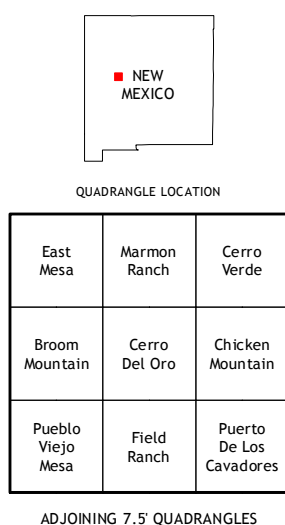 NEW
MEXICO
QUADRANGLE LOCATION
East
Mesa
Marmon
Ranch
Cerro
Verde
Broom
Mountain
Cerro
Del Oro
Chicken
Mountain
Pueblo
Viejo
Mesa
Field
Ranch
Puerto
De Los
Cavadores
ADJOINING 7.5' QUADRANGLES